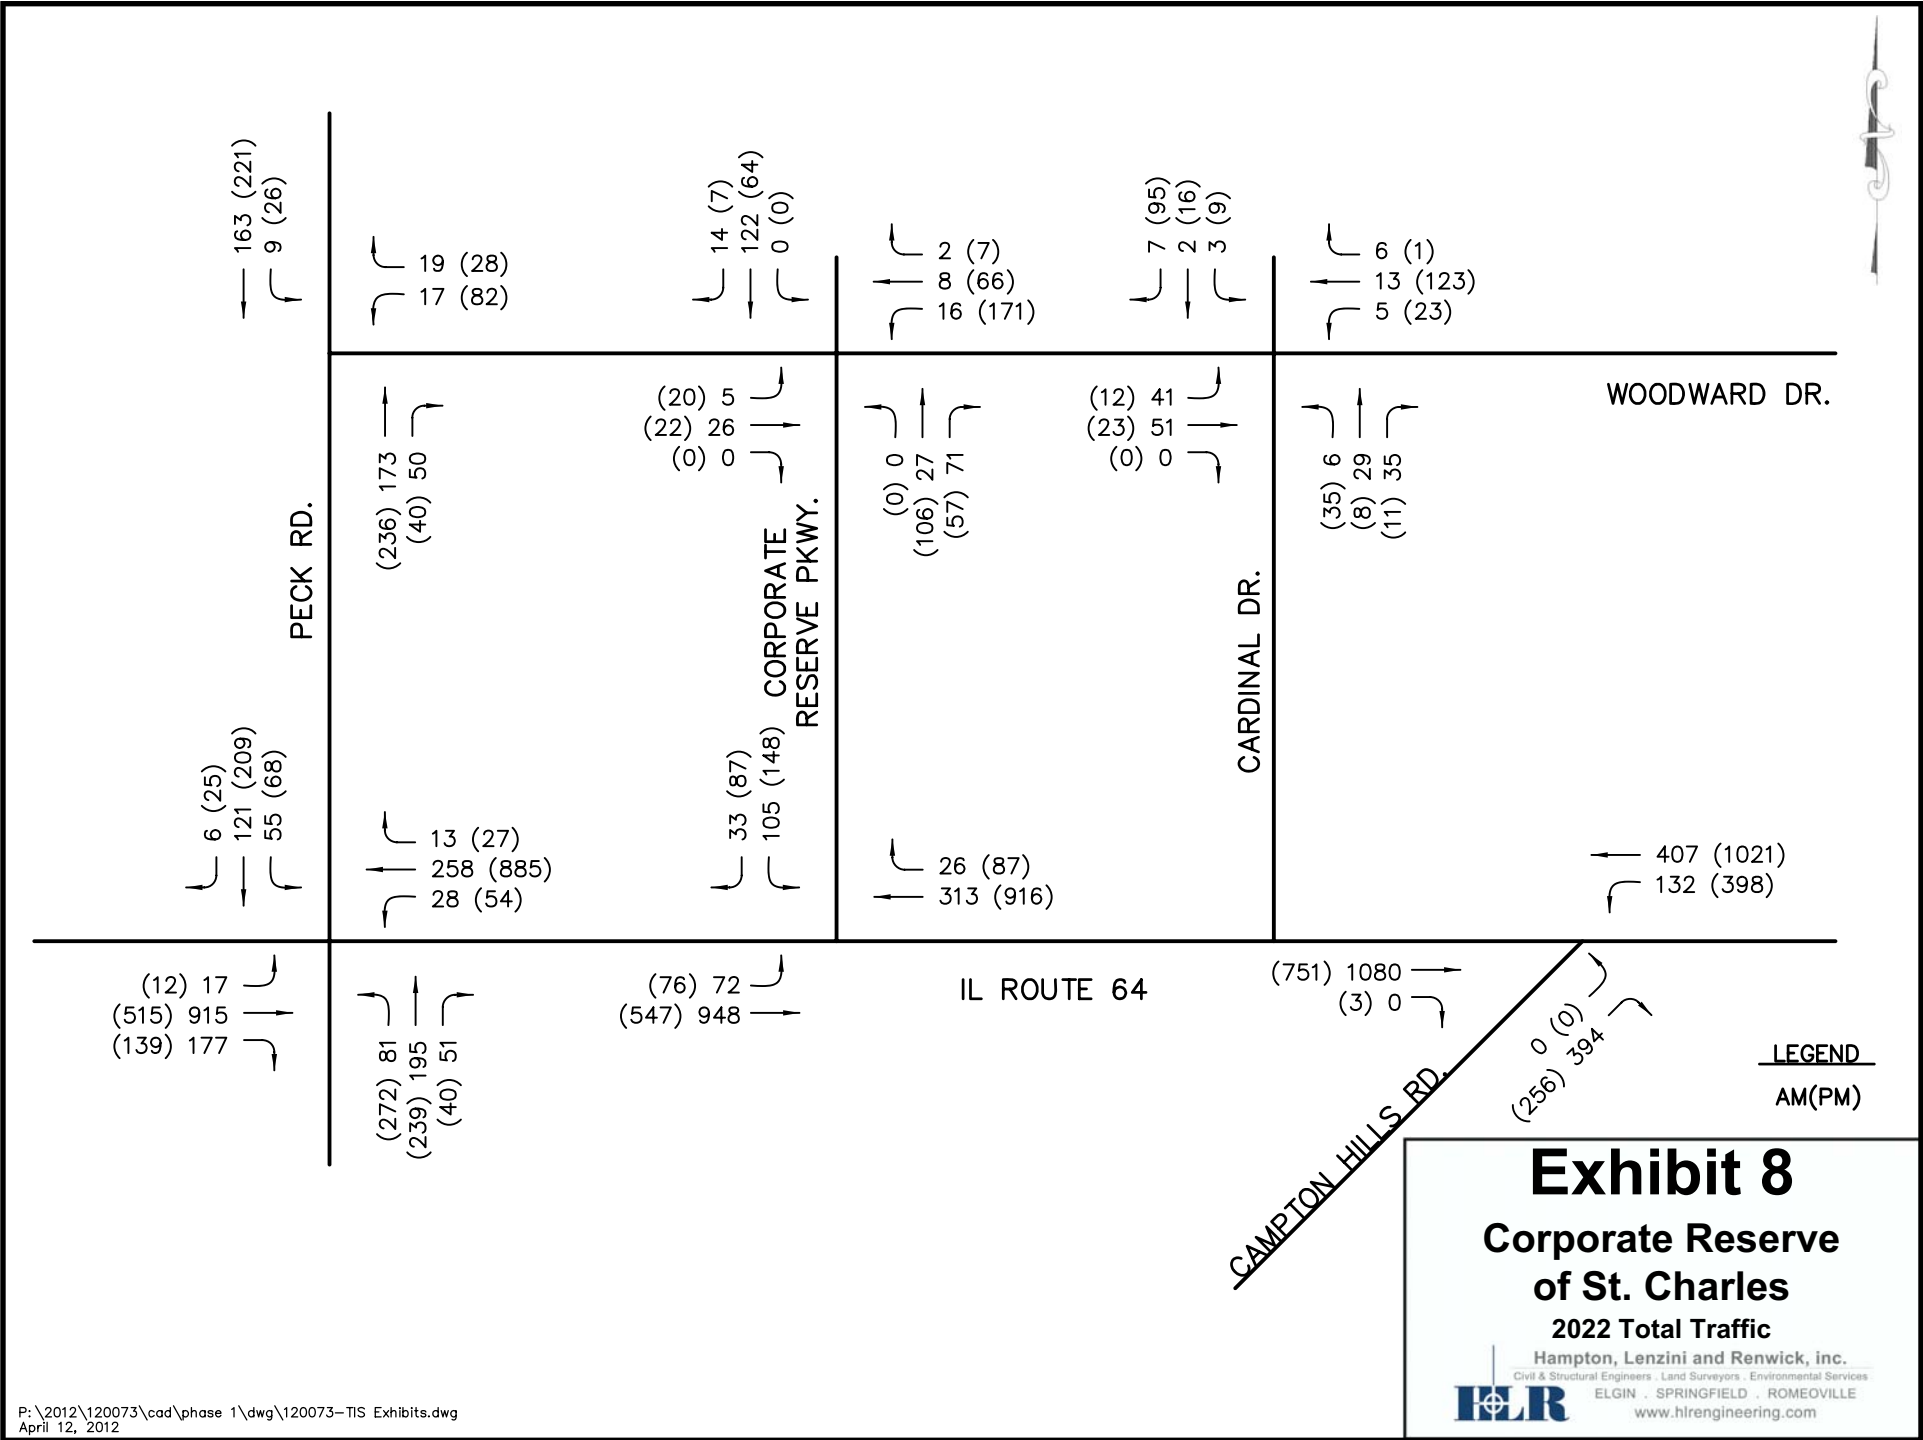 163 (221)
9 (26)
19 (28)
17 (82)
14 (7)
122 (64)
0 (0)
2 (7)
8 (66)
16 (171)
7 (95)
2 (16)
3 (9)
6 (1)
13 (123)
5 (23)
(236) 173
(40) 50
(20) 5
(22) 26
(0) 0
(0) 0
(106) 27
(57) 71
(12) 41
(23) 51
(0) 0
(35) 6
(8) 29
(11) 35
WOODWARD DR.
PECK RD.
CORPORATE
RESERVE PKWY.
CARDINAL DR.
6 (25)
121 (209)
55 (68)
13 (27)
258 (885)
28 (54)
33 (87)
105 (148)
26 (87)
313 (916)
407 (1021)
132 (398)
(12) 17
(515) 915
(139) 177
(272) 81
(239) 195
(40) 51
(76) 72
(547) 948
IL ROUTE 64
(751) 1080
(3) 0
0 (0)
(256) 394
CAMPTON HILLS RD.
LEGEND
AM(PM)
Exhibit 8
Corporate Reserve
of St. Charles
2022 Total Traffic
Hampton, Lenzini and Renwick, inc.
Civil & Structural Engineers . Land Surveyors . Environmental Services
HLR
ELGIN . SPRINGFIELD . ROMEOVILLE
www.hlrengineering.com
P:\2012\120073\cad\phase 1\dwg\120073-TIS Exhibits.dwg
April 12, 2012